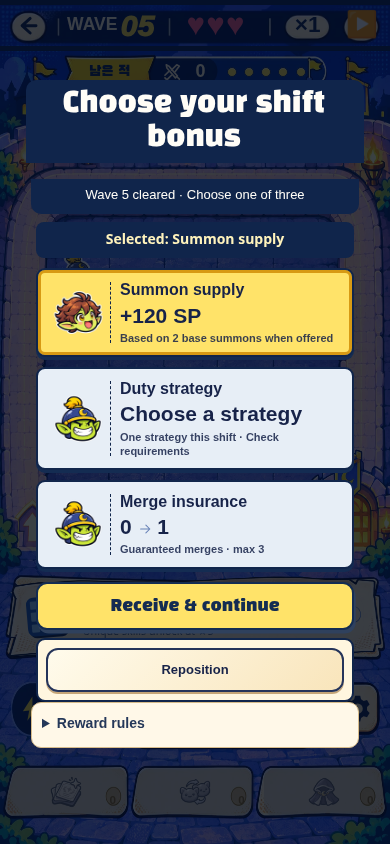 WAVE 05
×1
남은 적
0
Choose your shift
bonus
Wave 5 cleared · Choose one of three
Selected: Summon supply
Summon supply
+120 SP
Based on 2 base summons when offered
Duty strategy
Choose a strategy
One strategy this shift · Check
requirements
Merge insurance
0 → 1
Guaranteed merges · max 3
Receive & continue
Reposition
Reward rules